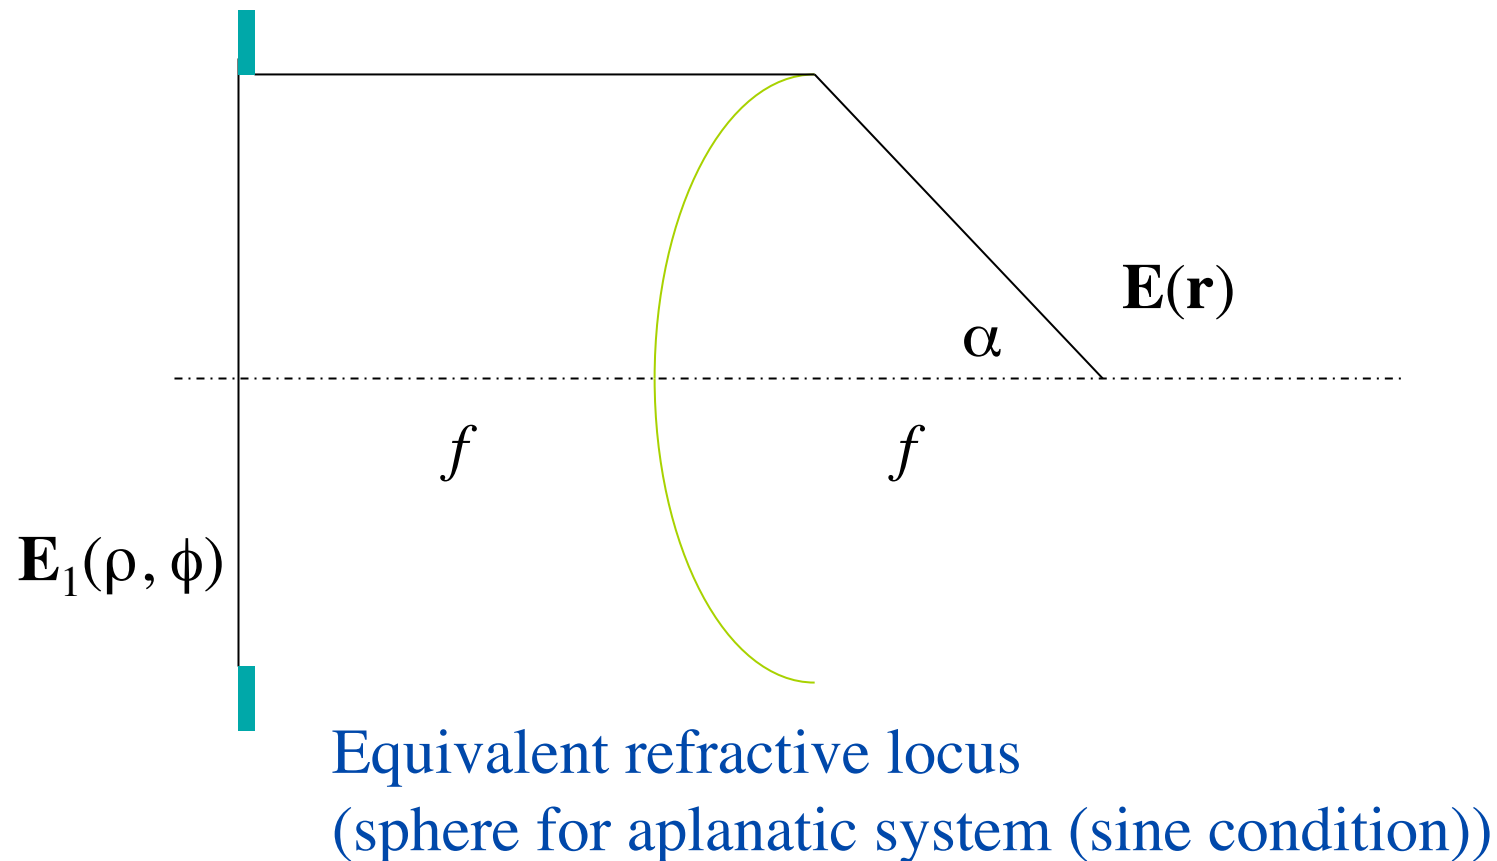 E(r)
α
f f
E₁(ρ, ϕ)
Equivalent refractive locus
(sphere for aplanatic system (sine condition))